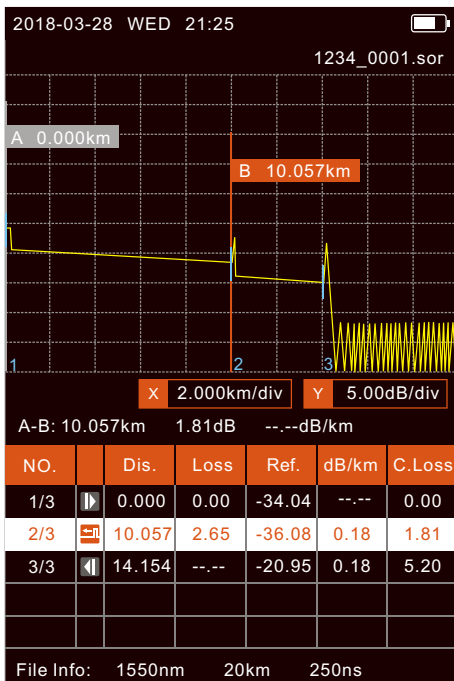 2018-03-28 WED 21:25
1234_0001.sor
A 0.000km
B 10.057km
1 2 3
X 2.000km/div Y 5.00dB/div
A-B: 10.057km 1.81dB --.--dB/km
NO. Dis. Loss Ref. dB/km C.Loss
1/3 0.000 0.00 -34.04 --.-- 0.00
2/3 10.057 2.65 -36.08 0.18 1.81
3/3 14.154 --.-- -20.95 0.18 5.20
File Info: 1550nm 20km 250ns